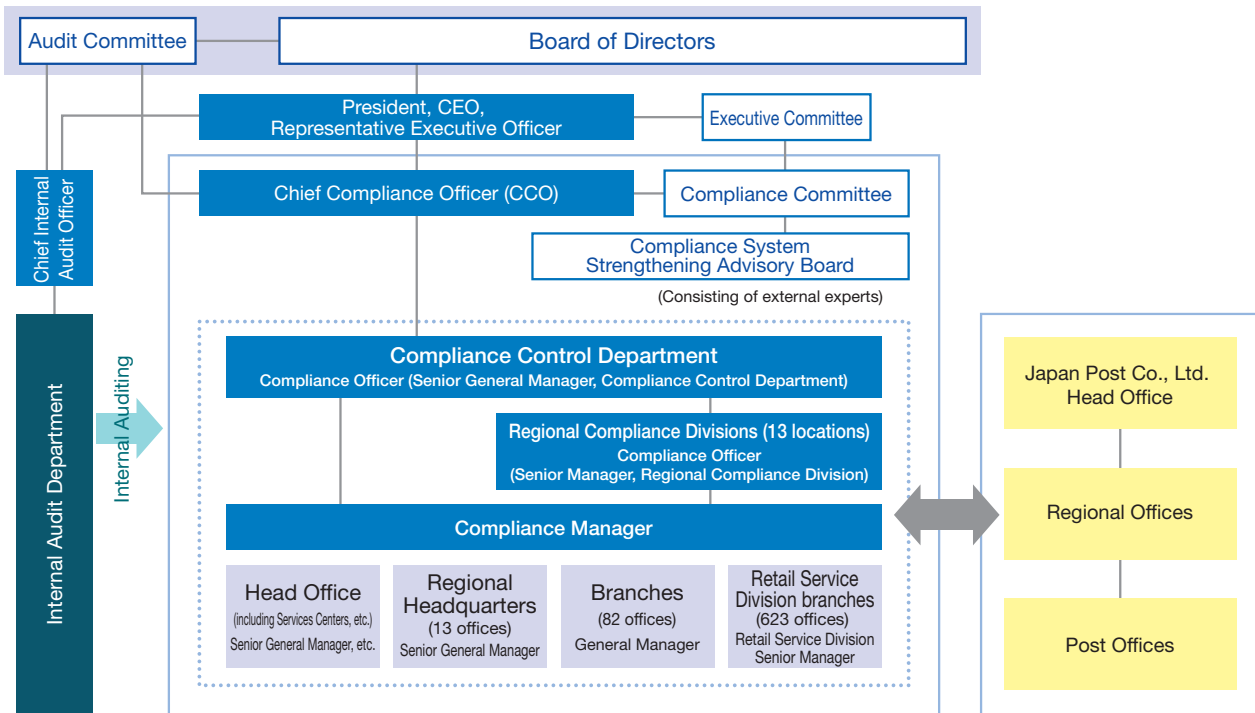 Audit Committee
Board of Directors
President, CEO,
Representative Executive Officer
Executive Committee
Chief Internal
Audit Officer
Chief Compliance Officer (CCO)
Compliance Committee
Compliance System
Strengthening Advisory Board
(Consisting of external experts)
Internal Audit Department
Internal Auditing
Compliance Control Department
Compliance Officer (Senior General Manager, Compliance Control Department)
Regional Compliance Divisions (13 locations)
Compliance Officer
(Senior Manager, Regional Compliance Division)
Compliance Manager
Head Office
(including Services Centers, etc.)
Senior General Manager, etc.
Regional
Headquarters
(13 offices)
Senior General Manager
Branches
(82 offices)
General Manager
Retail Service
Division branches
(623 offices)
Retail Service Division
Senior Manager
Japan Post Co., Ltd.
Head Office
Regional Offices
Post Offices